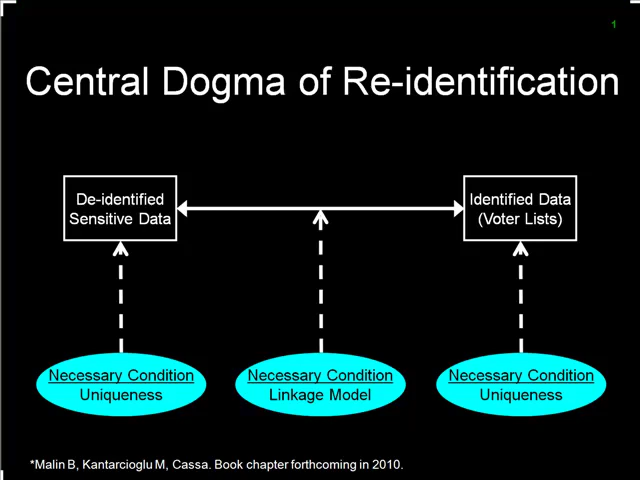 1
Central Dogma of Re-identification
De-identified
Sensitive Data
Identified Data
(Voter Lists)
Necessary Condition
Uniqueness
Necessary Condition
Linkage Model
Necessary Condition
Uniqueness
*Malin B, Kantarcioglu M, Cassa. Book chapter forthcoming in 2010.